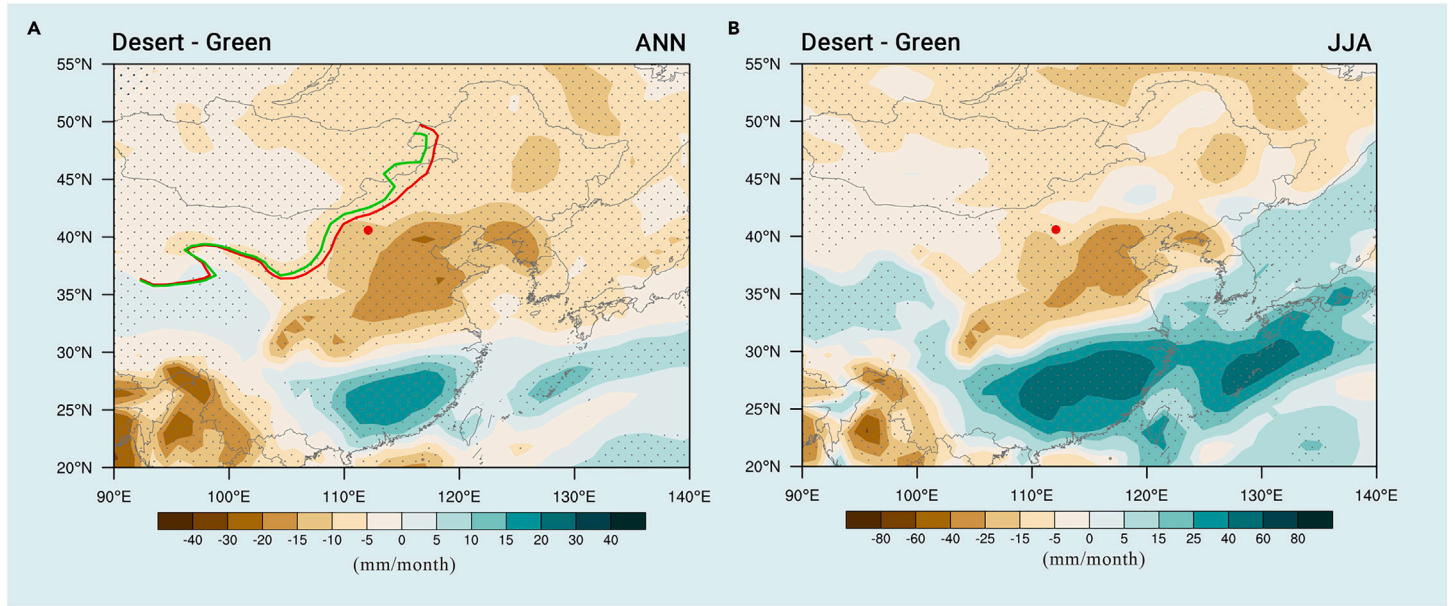 A
Desert - Green ANN
55°N
50°N
45°N
40°N
35°N
30°N
25°N
20°N
90°E 100°E 110°E 120°E 130°E 140°E
-40 -30 -20 -15 -10 -5 0 5 10 15 20 30 40
(mm/month)
B
Desert - Green JJA
55°N
50°N
45°N
40°N
35°N
30°N
25°N
20°N
90°E 100°E 110°E 120°E 130°E 140°E
-80 -60 -40 -25 -15 -5 0 5 15 25 40 60 80
(mm/month)